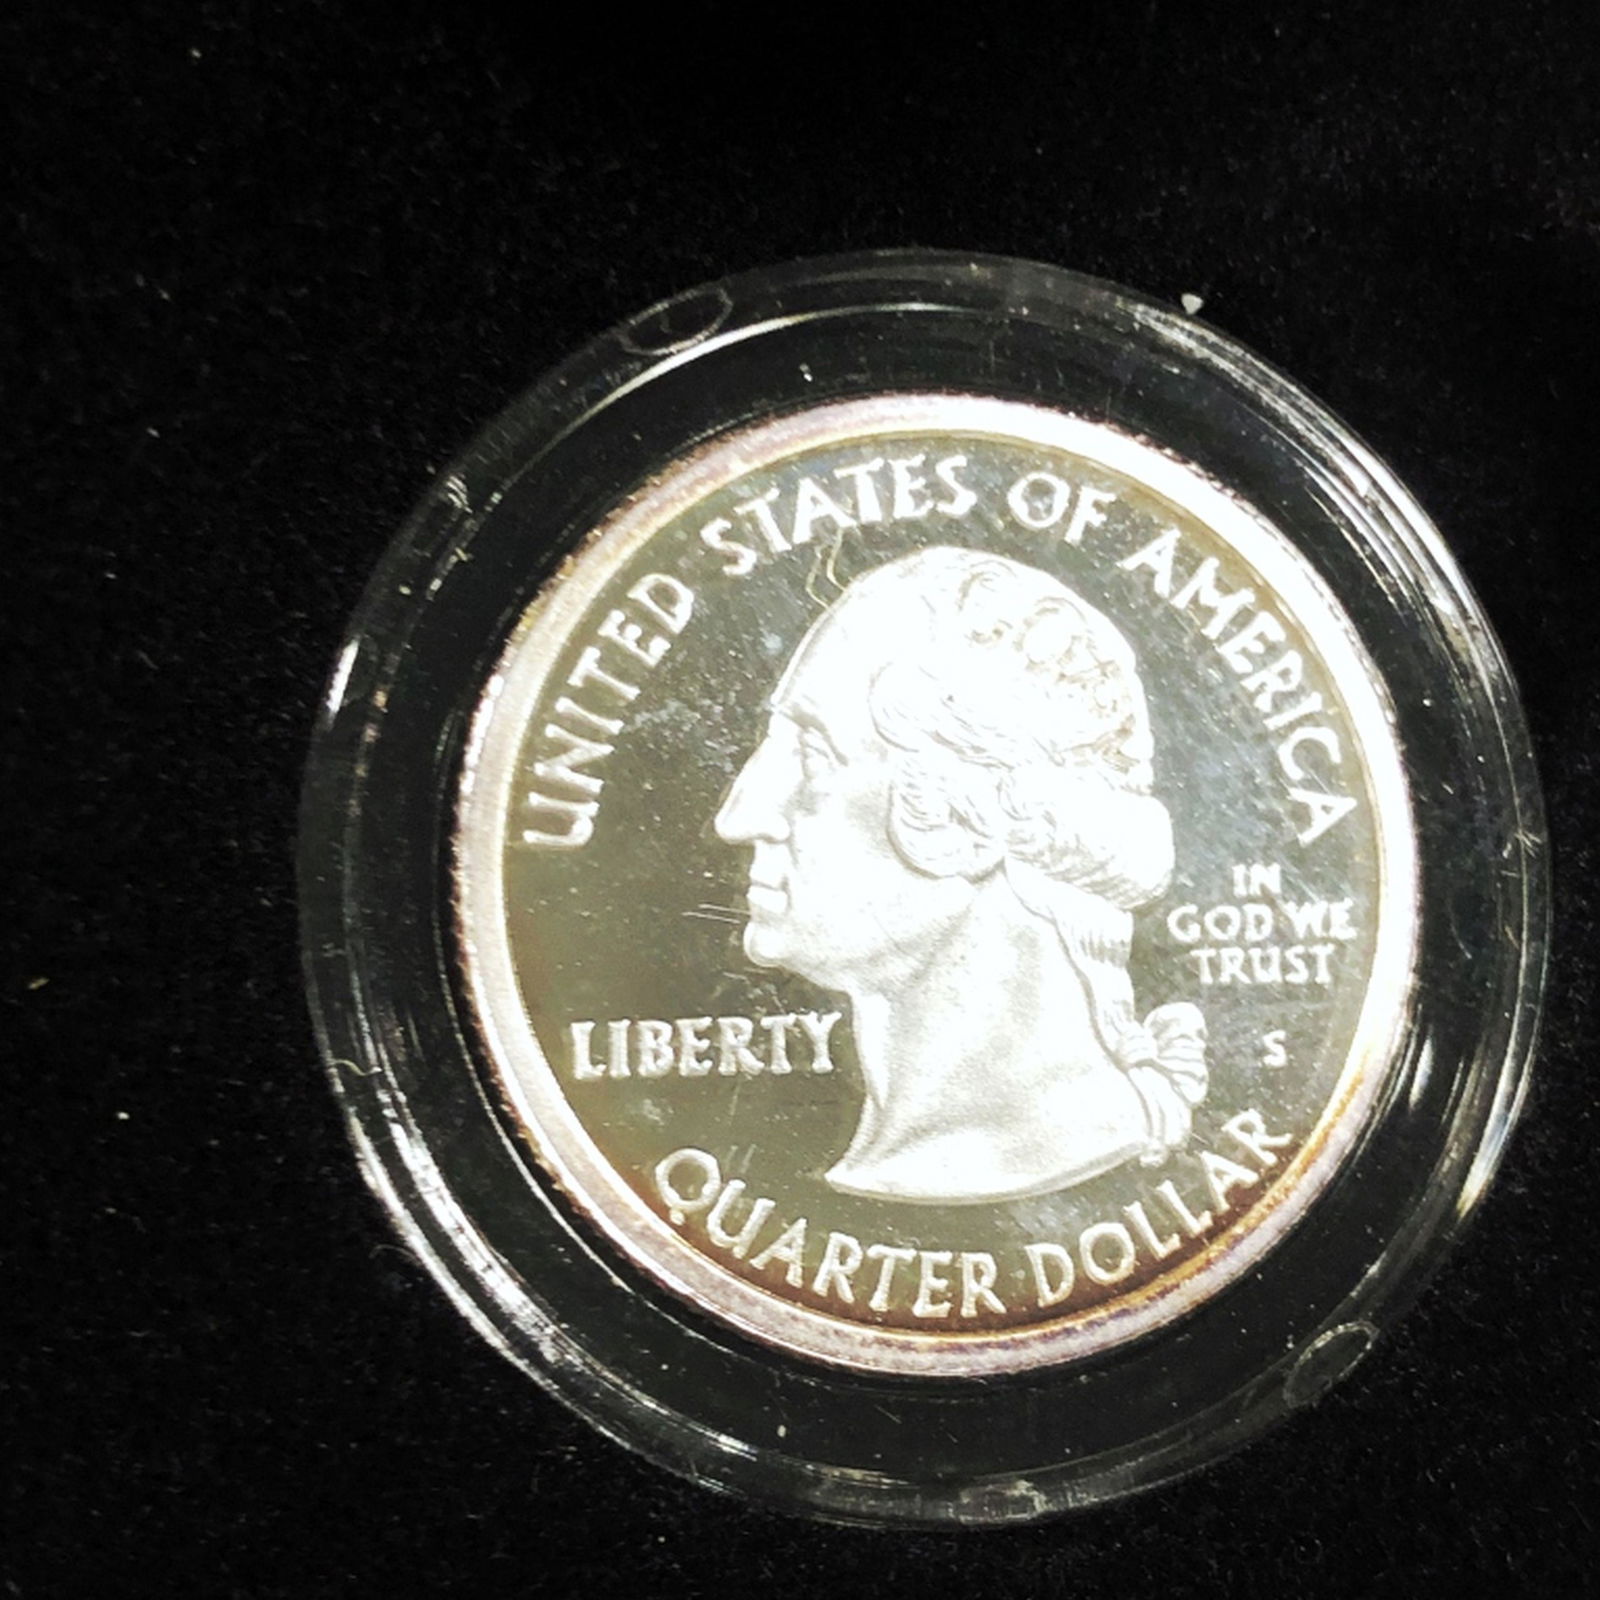 UNITED STATES OF AMERICA
LIBERTY
IN
GOD WE
TRUST
S
QUARTER DOLLAR